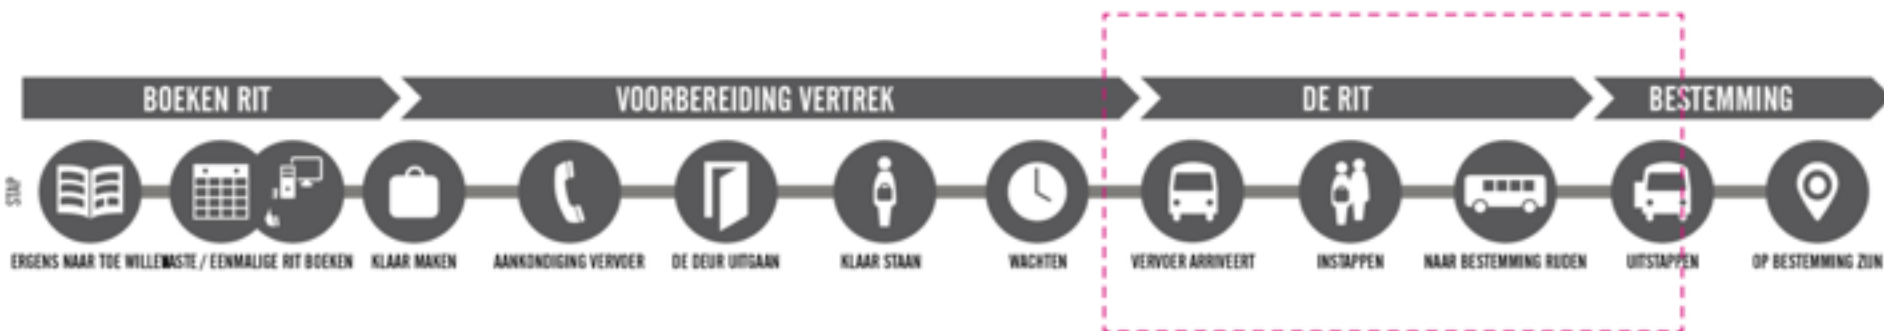 BOEKEN RIT
VOORBEREIDING VERTREK
DE RIT
BESTEMMING
STAP
ERGENS NAAR TOE WILLEN
VASTE / EENMALIGE RIT BOEKEN
KLAAR MAKEN
AANKONDIGING VERVOER
DE DEUR UITGAAN
KLAAR STAAN
WACHTEN
VERVOER ARRIVEERT
INSTAPPEN
NAAR BESTEMMING RIJDEN
UITSTAPPEN
OP BESTEMMING ZIJN